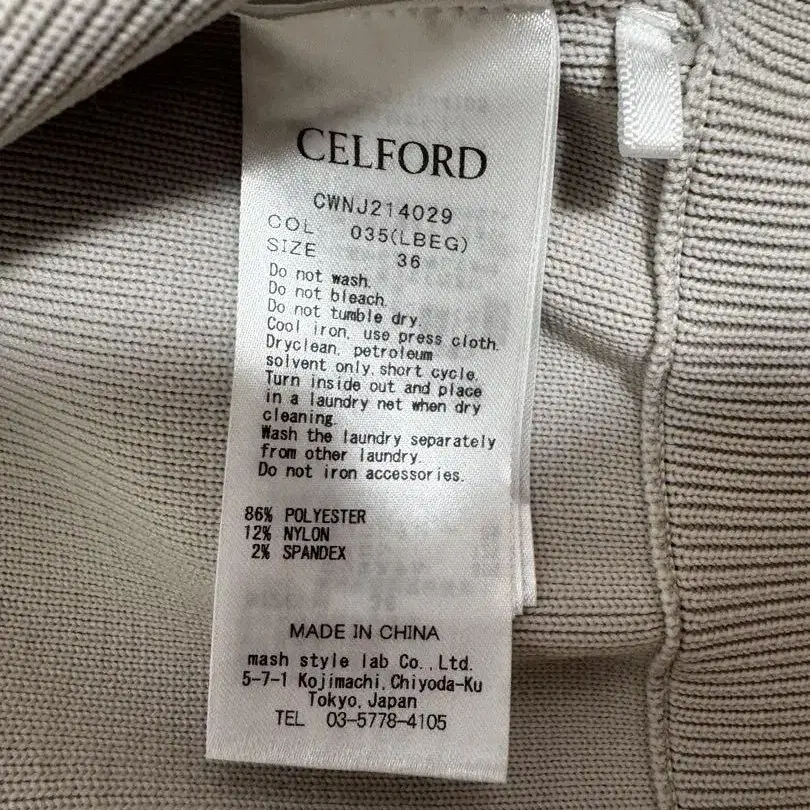 CELFORD
CWNJ214029
COL 035(LBEG)
SIZE 36
Do not wash.
Do not bleach.
Do not tumble dry.
Cool iron, use press cloth.
Dryclean, petroleum
solvent only, short cycle.
Turn inside out and place
in a laundry net when dry
cleaning.
Wash the laundry separately
from other laundry.
Do not iron accessories.
86% POLYESTER
12% NYLON
2% SPANDEX
MADE IN CHINA
mash style lab Co.,Ltd.
5-7-1 Kojimachi,Chiyoda-Ku
Tokyo,Japan
TEL 03-5778-4105